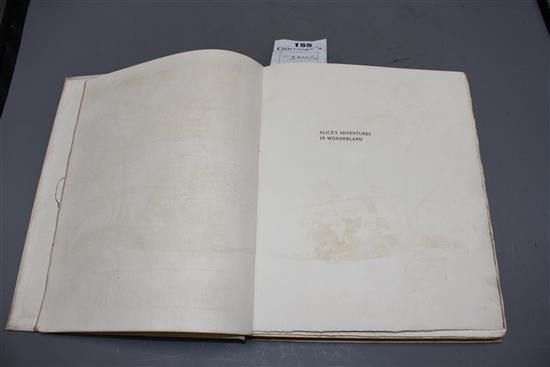 155
ALICE'S ADVENTURES
IN WONDERLAND